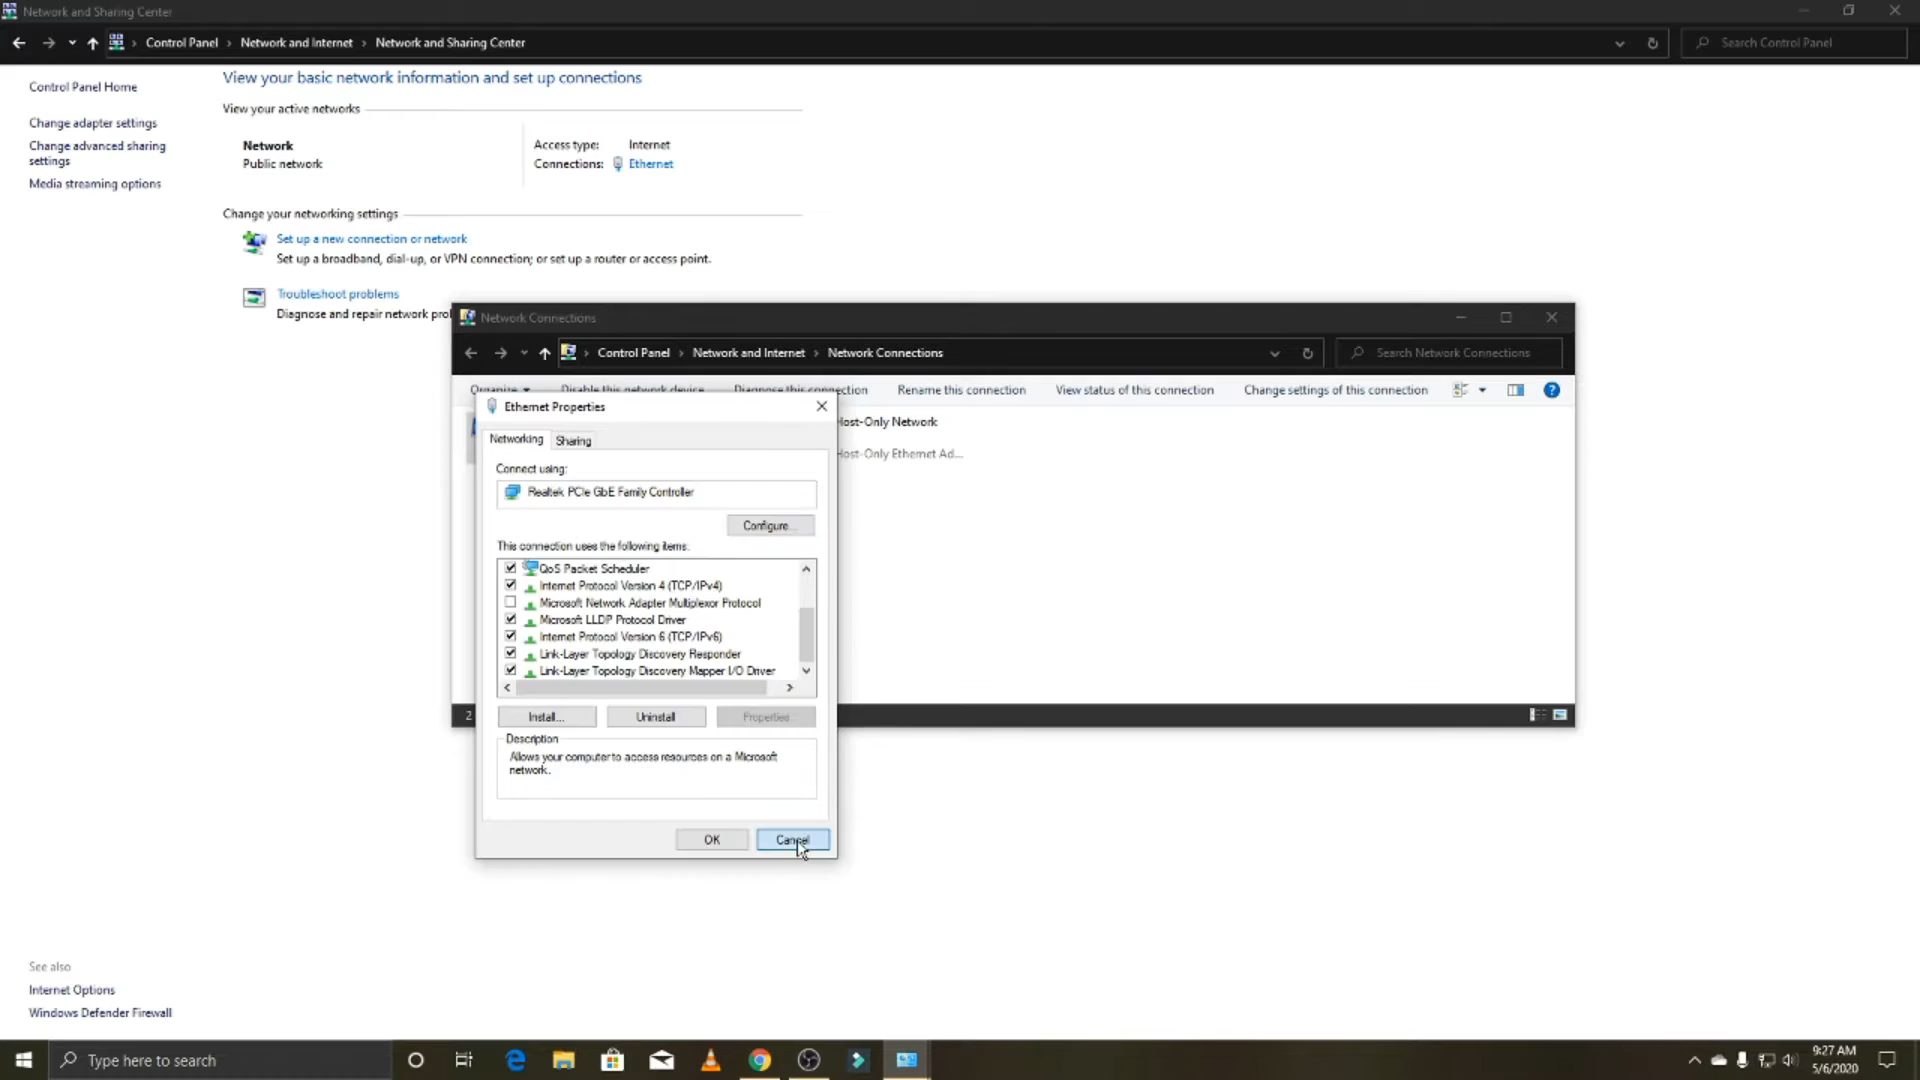 Network and Sharing Center
Control Panel › Network and Internet › Network and Sharing Center
Search Control Panel
Control Panel Home
Change adapter settings
Change advanced sharing
settings
Media streaming options
View your basic network information and set up connections
View your active networks
Network
Public network
Access type: Internet
Connections: Ethernet
Change your networking settings
Set up a new connection or network
Set up a broadband, dial-up, or VPN connection; or set up a router or access point.
Troubleshoot problems
Diagnose and repair network
Network Connections
Control Panel › Network and Internet › Network Connections
Search Network Connections
Organize Disable this network device Diagnose this connection Rename this connection View status of this connection Change settings of this connection
Host-Only Network
Host-Only Ethernet Ad...
2
Ethernet Properties
Networking Sharing
Connect using:
Realtek PCIe GbE Family Controller
Configure...
This connection uses the following items:
QoS Packet Scheduler
Internet Protocol Version 4 (TCP/IPv4)
Microsoft Network Adapter Multiplexor Protocol
Microsoft LLDP Protocol Driver
Internet Protocol Version 6 (TCP/IPv6)
Link-Layer Topology Discovery Responder
Link-Layer Topology Discovery Mapper I/O Driver
Install... Uninstall Properties
Description
Allows your computer to access resources on a Microsoft
network.
OK Cancel
See also
Internet Options
Windows Defender Firewall
Type here to search
9:27 AM
5/6/2020